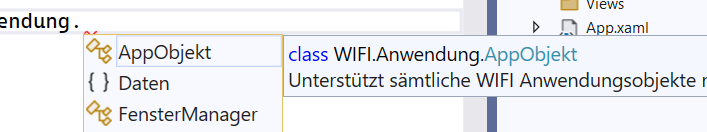 endung.
Views
App.xaml
AppObjekt
class WIFI.Anwendung.AppObjekt
{ } Daten
Unterstützt sämtliche WIFI Anwendungsobjekte
FensterManager